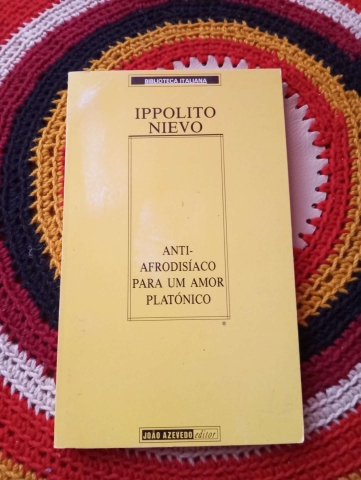 BIBLIOTECA ITALIANA
IPPOLITO
NIEVO
ANTI-
AFRODISÍACO
PARA UM AMOR
PLATÓNICO
JOÃO AZEVEDO editor